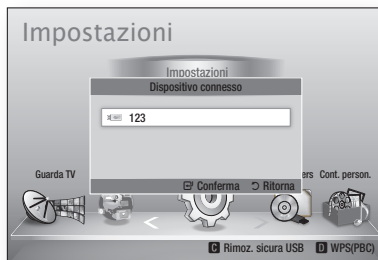 Impostazioni
Impostazioni
Dispositivo connesso
123
Guarda TV
ers
Cont. person.
Conferma
Ritorna
C Rimoz. sicura USB
D WPS(PBC)